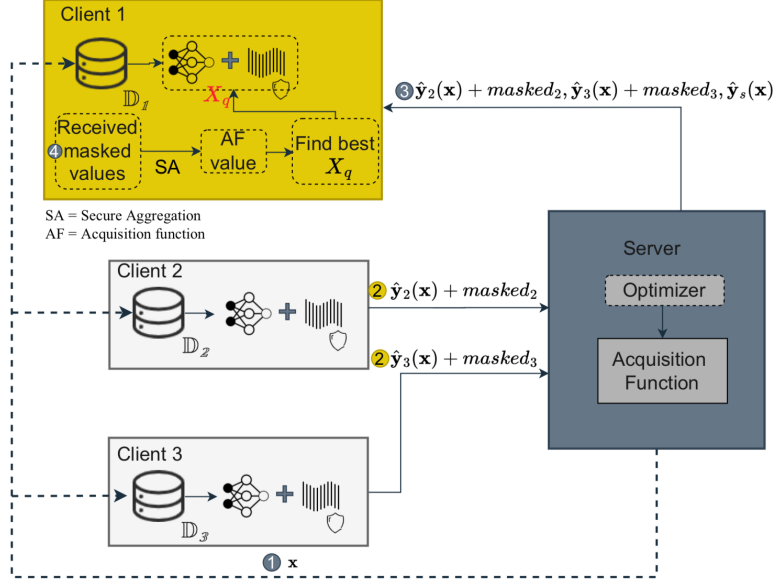 Client 1
𝔻₁
X_q
③ ŷ₂(x) + masked₂, ŷ₃(x) + masked₃, ŷₛ(x)
④ Received
masked
values
SA
AF
value
Find best
X_q
SA = Secure Aggregation
AF = Acquisition function
Server
Optimizer
Acquisition
Function
Client 2
𝔻₂
② ŷ₂(x) + masked₂
② ŷ₃(x) + masked₃
Client 3
𝔻₃
① x